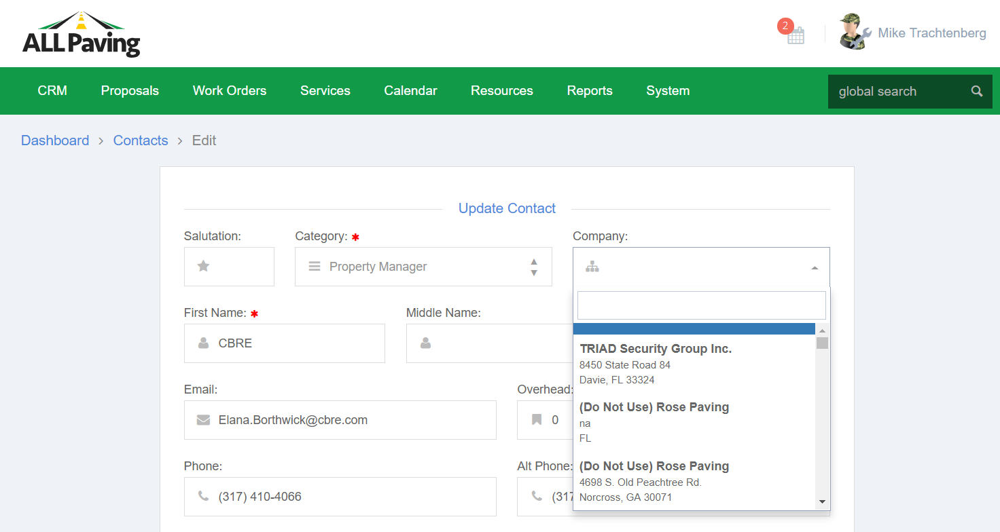 ALL Paving
2
Mike Trachtenberg
CRM
Proposals
Work Orders
Services
Calendar
Resources
Reports
System
global search
Dashboard > Contacts > Edit
Update Contact
Salutation:
Category: *
Company:
Property Manager
First Name: *
Middle Name:
CBRE
TRIAD Security Group Inc.
8450 State Road 84
Davie, FL 33324
Email:
Overhead:
Elana.Borthwick@cbre.com
0
(Do Not Use) Rose Paving
na
FL
Phone:
Alt Phone:
(317) 410-4066
(317
(Do Not Use) Rose Paving
4698 S. Old Peachtree Rd.
Norcross, GA 30071